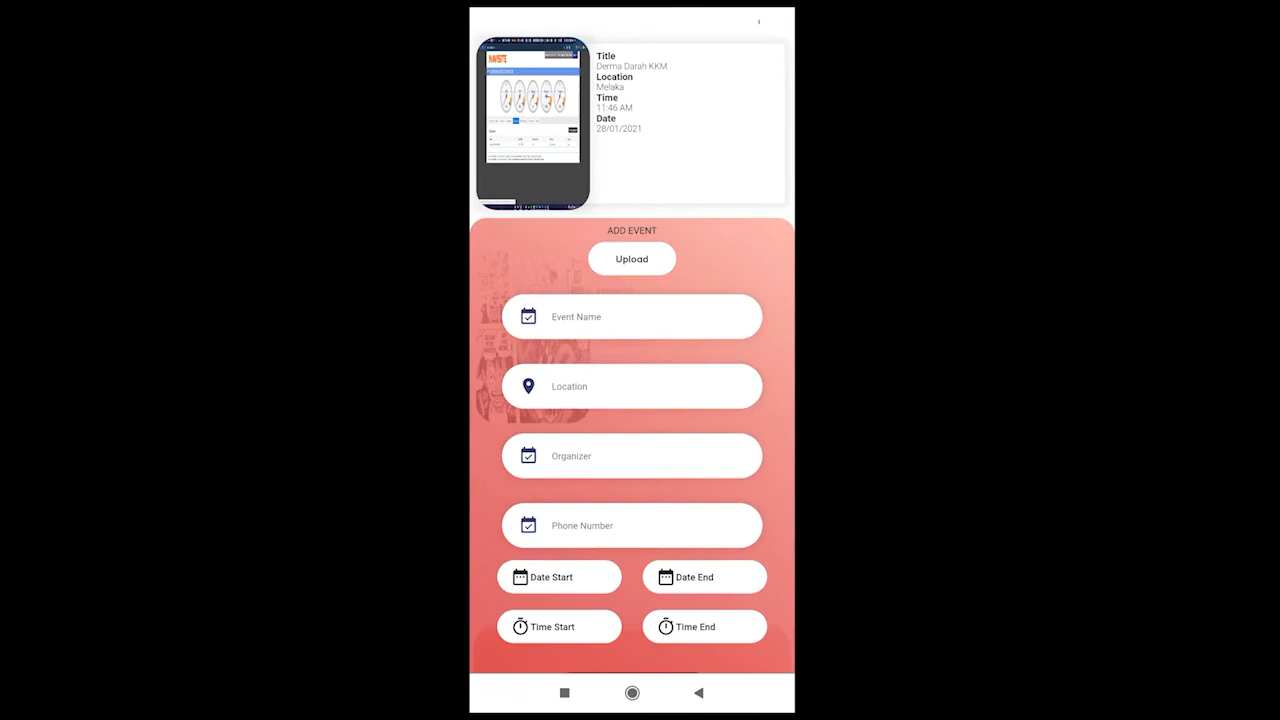 NAVSITE
Title
Derma Darah KKM
Location
Melaka
Time
11:46 AM
Date
28/01/2021
ADD EVENT
Upload
Event Name
Location
Organizer
Phone Number
Date Start
Date End
Time Start
Time End